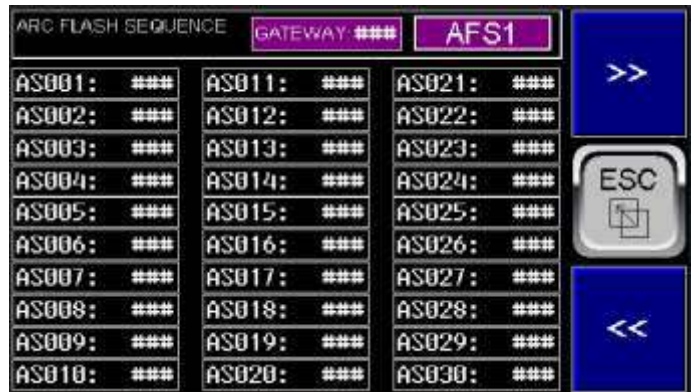 ARC FLASH SEQUENCE GATEWAY: ### AFS1
>>
AS001: ### AS011: ### AS021: ###
AS002: ### AS012: ### AS022: ###
AS003: ### AS013: ### AS023: ###
AS004: ### AS014: ### AS024: ###
ESC
AS005: ### AS015: ### AS025: ###
AS006: ### AS016: ### AS026: ###
AS007: ### AS017: ### AS027: ###
AS008: ### AS018: ### AS028: ###
<<
AS009: ### AS019: ### AS029: ###
AS010: ### AS020: ### AS030: ###